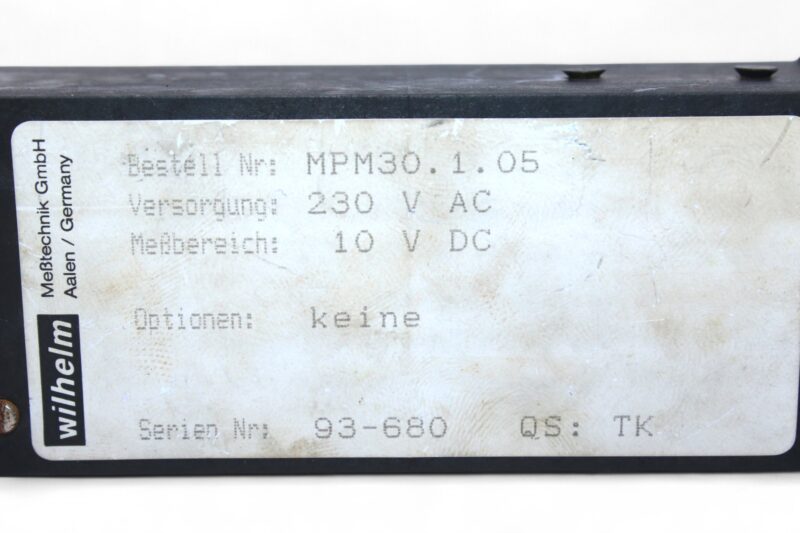 wilhelm
Meßtechnik GmbH
Aalen / Germany
Bestell Nr: MPM30.1.05
Versorgung: 230 V AC
Meßbereich: 10 V DC
Optionen: keine
Serien Nr: 93-680 QS: TK